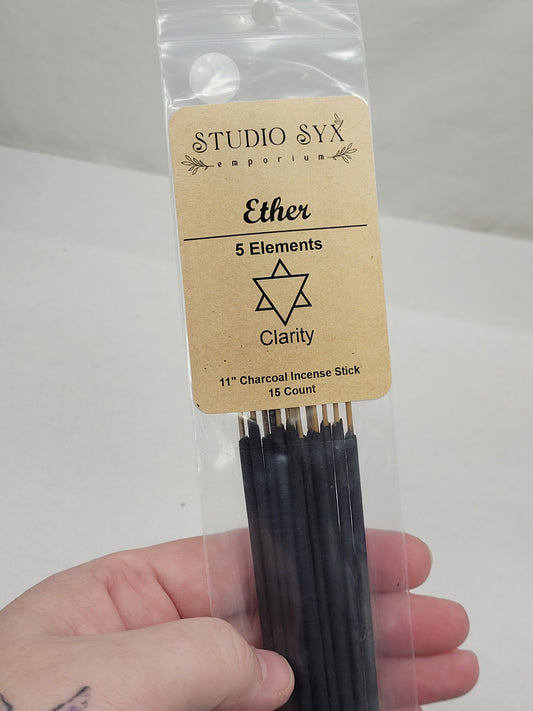 STUDIO SYX
emporium
Ether
5 Elements
Clarity
11" Charcoal Incense Stick
15 Count